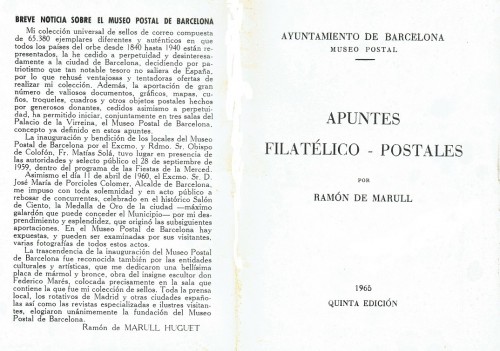 BREVE NOTICIA SOBRE EL MUSEO POSTAL DE BARCELONA
Mi colección universal de sellos de correo compuesta
de 65.380 ejemplares diferentes y auténticos en que
todos los países del orbe desde 1840 hasta 1940 están re-
presentados, la he cedido a perpetuidad y desinteresa-
damente a la ciudad de Barcelona, decidiendo por pa-
triotismo que tan notable tesoro no saliera de España,
por lo que rehusé ventajosas y tentadoras ofertas de
realizar mi colección. Además, la aportación de gran
número de valiosos documentos, gráficos, mapas, cu-
ños, troqueles, cuadros y otros objetos postales hechos
por generosos donantes, cedidos asimismo a perpetui-
dad, ha permitido iniciar, conjuntamente en tres salas del
Palacio de la Virreina, el Museo Postal de Barcelona,
concepto ya definido en estos apuntes.
La inauguración y bendición de los locales del Museo
Postal de Barcelona por el Excmo. y Rdmo. Sr. Obispo
de Colofón, Fr. Matías Solá, tuvo lugar en presencia de
las autoridades y selecto público el 28 de septiembre de
1959, dentro del programa de las Fiestas de la Merced.
Asimismo el día 11 de abril de 1960, el Excmo. Sr. D.
José María de Porcioles Colomer, Alcalde de Barcelona,
me impuso con toda solemnidad y en acto público a
rebosar de concurrentes, celebrado en el histórico Salón
de Ciento, la Medalla de Oro de la ciudad —máximo
galardón que puede conceder el Municipio— por mi des-
prendimiento y esplendidez, que originó las subsiguientes
aportaciones. En el Museo Postal de Barcelona hay
expuestas, y pueden ser examinadas por sus visitantes,
varias fotografías de todos estos actos.
La trascendencia de la inauguración del Museo Postal
de Barcelona fue reconocida también por las entidades
culturales y artísticas, que me dedicaron una bellísima
placa de mármol y bronce, obra del insigne escultor don
Federico Marés, colocada precisamente en la sala que
contiene la que fue mi colección de sellos. Toda la prensa
local, los rotativos de Madrid y otras ciudades españo-
las así como las revistas especializadas e ilustres visitan-
tes, elogiaron unánimemente la fundación del Museo
Postal de Barcelona.
Ramón de MARULL HUGUET
AYUNTAMIENTO DE BARCELONA
MUSEO POSTAL
APUNTES
FILATÉLICO - POSTALES
POR
RAMÓN DE MARULL
1965
QUINTA EDICIÓN